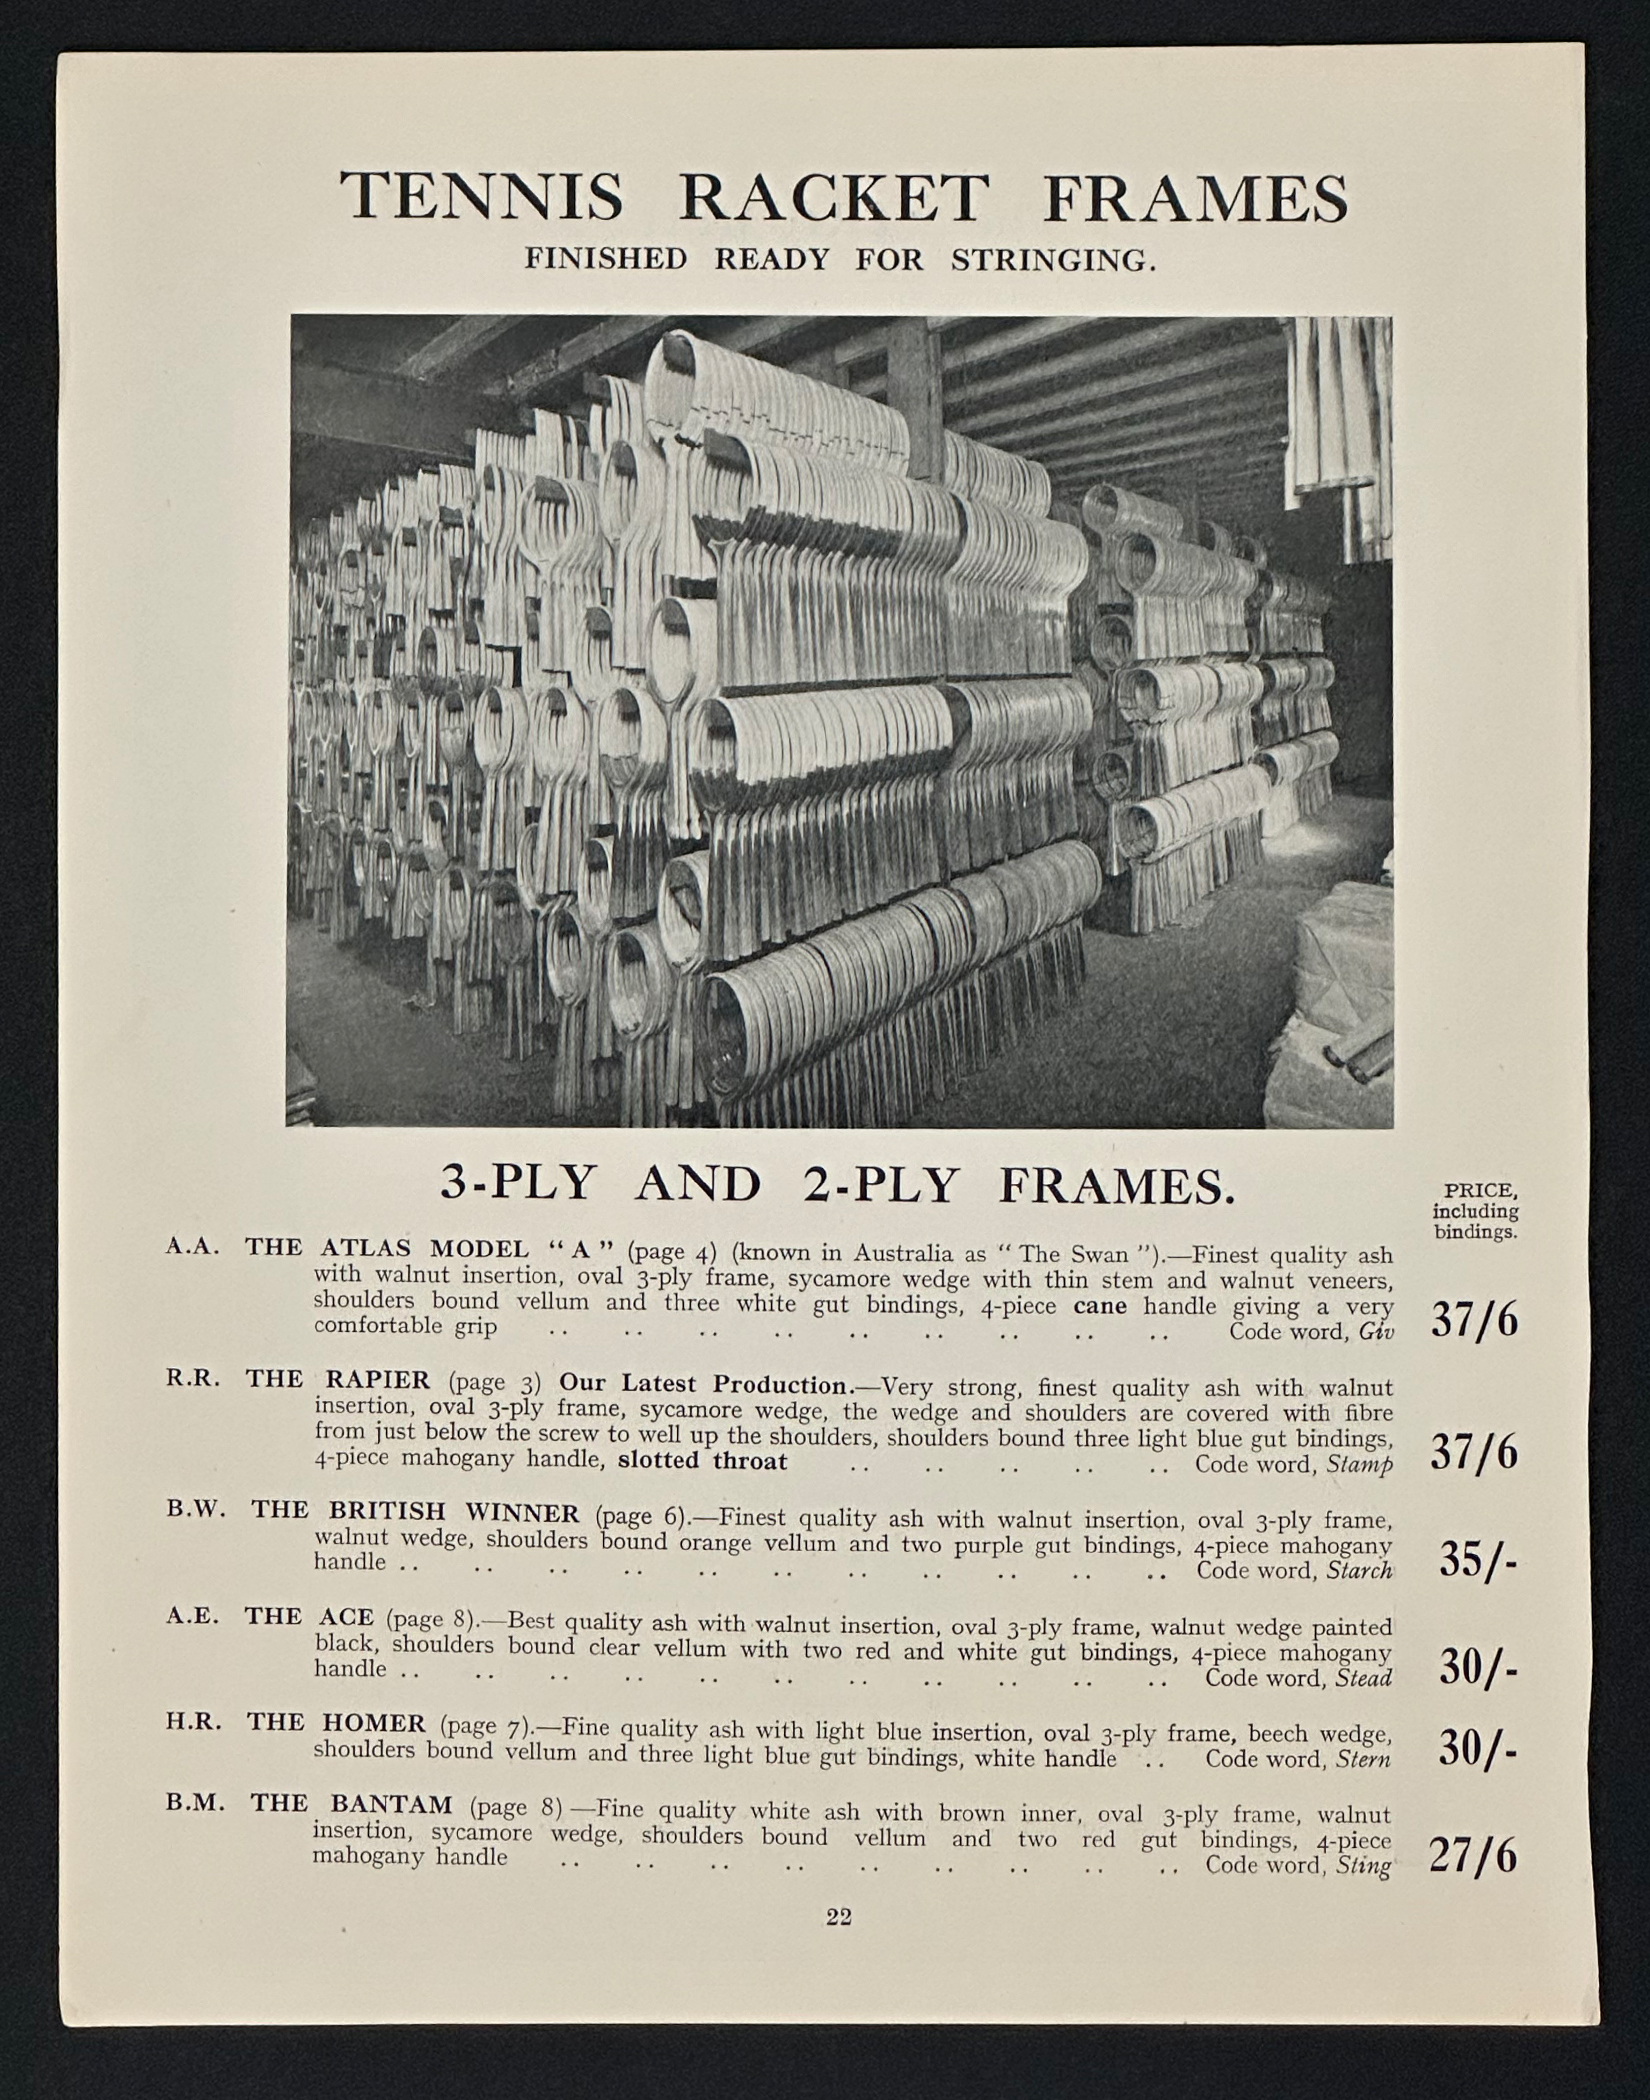 TENNIS RACKET FRAMES
FINISHED READY FOR STRINGING.
3-PLY AND 2-PLY FRAMES.
PRICE,
including
bindings.
A.A. THE ATLAS MODEL “ A ” (page 4) (known in Australia as “ The Swan ”).—Finest quality ash
with walnut insertion, oval 3-ply frame, sycamore wedge with thin stem and walnut veneers,
shoulders bound vellum and three white gut bindings, 4-piece cane handle giving a very
comfortable grip .. .. .. .. .. .. .. .. .. Code word, Giv 37/6
R.R. THE RAPIER (page 3) Our Latest Production.—Very strong, finest quality ash with walnut
insertion, oval 3-ply frame, sycamore wedge, the wedge and shoulders are covered with fibre
from just below the screw to well up the shoulders, shoulders bound three light blue gut bindings,
4-piece mahogany handle, slotted throat .. .. .. .. .. Code word, Stamp 37/6
B.W. THE BRITISH WINNER (page 6).—Finest quality ash with walnut insertion, oval 3-ply frame,
walnut wedge, shoulders bound orange vellum and two purple gut bindings, 4-piece mahogany
handle .. .. .. .. .. .. .. .. .. .. .. Code word, Starch 35/-
A.E. THE ACE (page 8).—Best quality ash with walnut insertion, oval 3-ply frame, walnut wedge painted
black, shoulders bound clear vellum with two red and white gut bindings, 4-piece mahogany
handle .. .. .. .. .. .. .. .. .. .. .. Code word, Stead 30/-
H.R. THE HOMER (page 7).—Fine quality ash with light blue insertion, oval 3-ply frame, beech wedge,
shoulders bound vellum and three light blue gut bindings, white handle .. Code word, Stern 30/-
B.M. THE BANTAM (page 8) —Fine quality white ash with brown inner, oval 3-ply frame, walnut
insertion, sycamore wedge, shoulders bound vellum and two red gut bindings, 4-piece
mahogany handle .. .. .. .. .. .. .. .. .. Code word, Sting 27/6
22